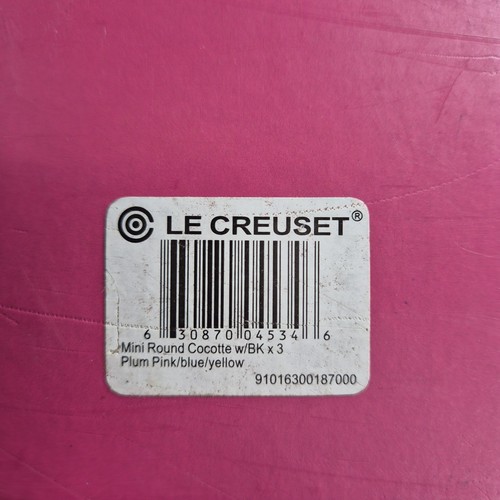 LE CREUSET®
6 30870 04534 6
Mini Round Cocotte w/BK x 3
Plum Pink/blue/yellow
91016300187000